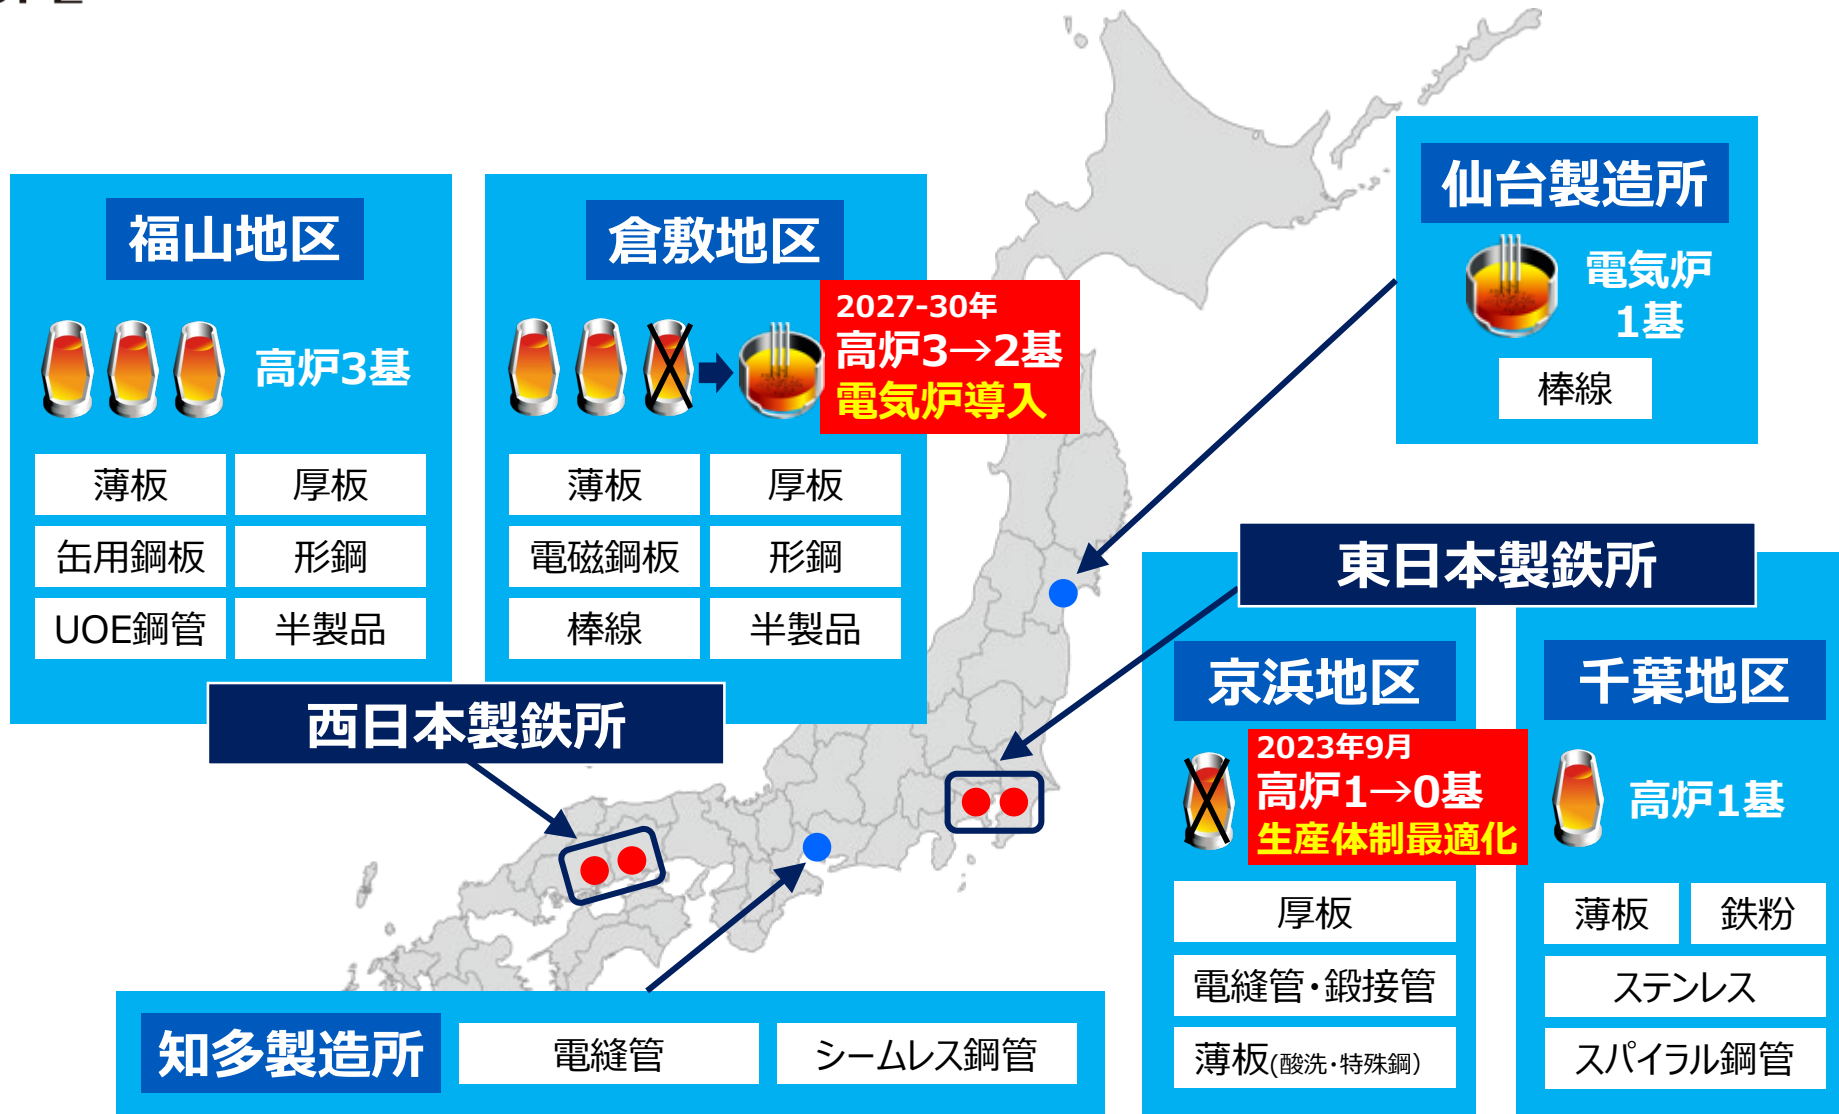 福山地区
高炉3基
薄板
厚板
缶用鋼板
形鋼
UOE鋼管
半製品
倉敷地区
2027-30年
高炉3→2基
電気炉導入
薄板
厚板
電磁鋼板
形鋼
棒線
半製品
西日本製鉄所
仙台製造所
電気炉
1基
棒線
東日本製鉄所
京浜地区
2023年9月
高炉1→0基
生産体制最適化
厚板
電縫管・鍛接管
薄板(酸洗・特殊鋼)
千葉地区
高炉1基
薄板
鉄粉
ステンレス
スパイラル鋼管
知多製造所
電縫管
シームレス鋼管